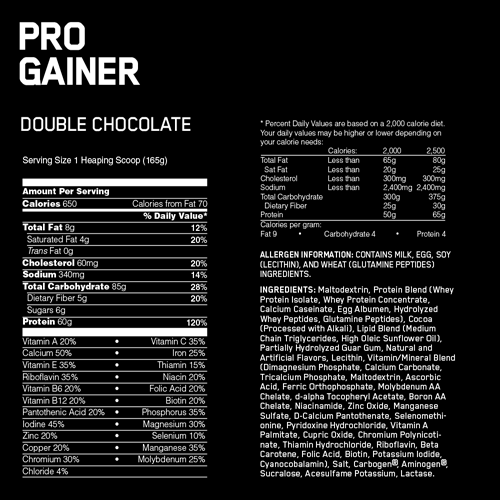 PRO
GAINER
DOUBLE CHOCOLATE
Serving Size 1 Heaping Scoop (165g)
Amount Per Serving
Calories 650 Calories from Fat 70
% Daily Value*
Total Fat 8g 12%
Saturated Fat 4g 20%
Trans Fat 0g
Cholesterol 60mg 20%
Sodium 340mg 14%
Total Carbohydrate 85g 28%
Dietary Fiber 5g 20%
Sugars 6g
Protein 60g 120%
Vitamin A 20% • Vitamin C 35%
Calcium 50% • Iron 25%
Vitamin E 35% • Thiamin 15%
Riboflavin 35% • Niacin 20%
Vitamin B6 20% • Folic Acid 20%
Vitamin B12 20% • Biotin 20%
Pantothenic Acid 20% • Phosphorus 35%
Iodine 45% • Magnesium 30%
Zinc 20% • Selenium 10%
Copper 20% • Manganese 35%
Chromium 30% • Molybdenum 25%
Chloride 4%
* Percent Daily Values are based on a 2,000 calorie diet.
Your daily values may be higher or lower depending on
your calorie needs:
Calories: 2,000 2,500
Total Fat Less than 65g 80g
Sat Fat Less than 20g 25g
Cholesterol Less than 300mg 300mg
Sodium Less than 2,400mg 2,400mg
Total Carbohydrate 300g 375g
Dietary Fiber 25g 30g
Protein 50g 65g
Calories per gram:
Fat 9 • Carbohydrate 4 • Protein 4
ALLERGEN INFORMATION: CONTAINS MILK, EGG, SOY
(LECITHIN), AND WHEAT (GLUTAMINE PEPTIDES)
INGREDIENTS.
INGREDIENTS: Maltodextrin, Protein Blend (Whey
Protein Isolate, Whey Protein Concentrate,
Calcium Caseinate, Egg Albumen, Hydrolyzed
Whey Peptides, Glutamine Peptides), Cocoa
(Processed with Alkali), Lipid Blend (Medium
Chain Triglycerides, High Oleic Sunflower Oil),
Partially Hydrolyzed Guar Gum, Natural and
Artificial Flavors, Lecithin, Vitamin/Mineral Blend
(Dimagnesium Phosphate, Calcium Carbonate,
Tricalcium Phosphate, Maltodextrin, Ascorbic
Acid, Ferric Orthophosphate, Molybdenum AA
Chelate, d-alpha Tocopheryl Acetate, Boron AA
Chelate, Niacinamide, Zinc Oxide, Manganese
Sulfate, D-Calcium Pantothenate, Selenomethi-
onine, Pyridoxine Hydrochloride, Vitamin A
Palmitate, Cupric Oxide, Chromium Polynicoti-
nate, Thiamin Hydrochloride, Riboflavin, Beta
Carotene, Folic Acid, Biotin, Potassium Iodide,
Cyanocobalamin), Salt, Carbogen®, Aminogen®,
Sucralose, Acesulfame Potassium, Lactase.